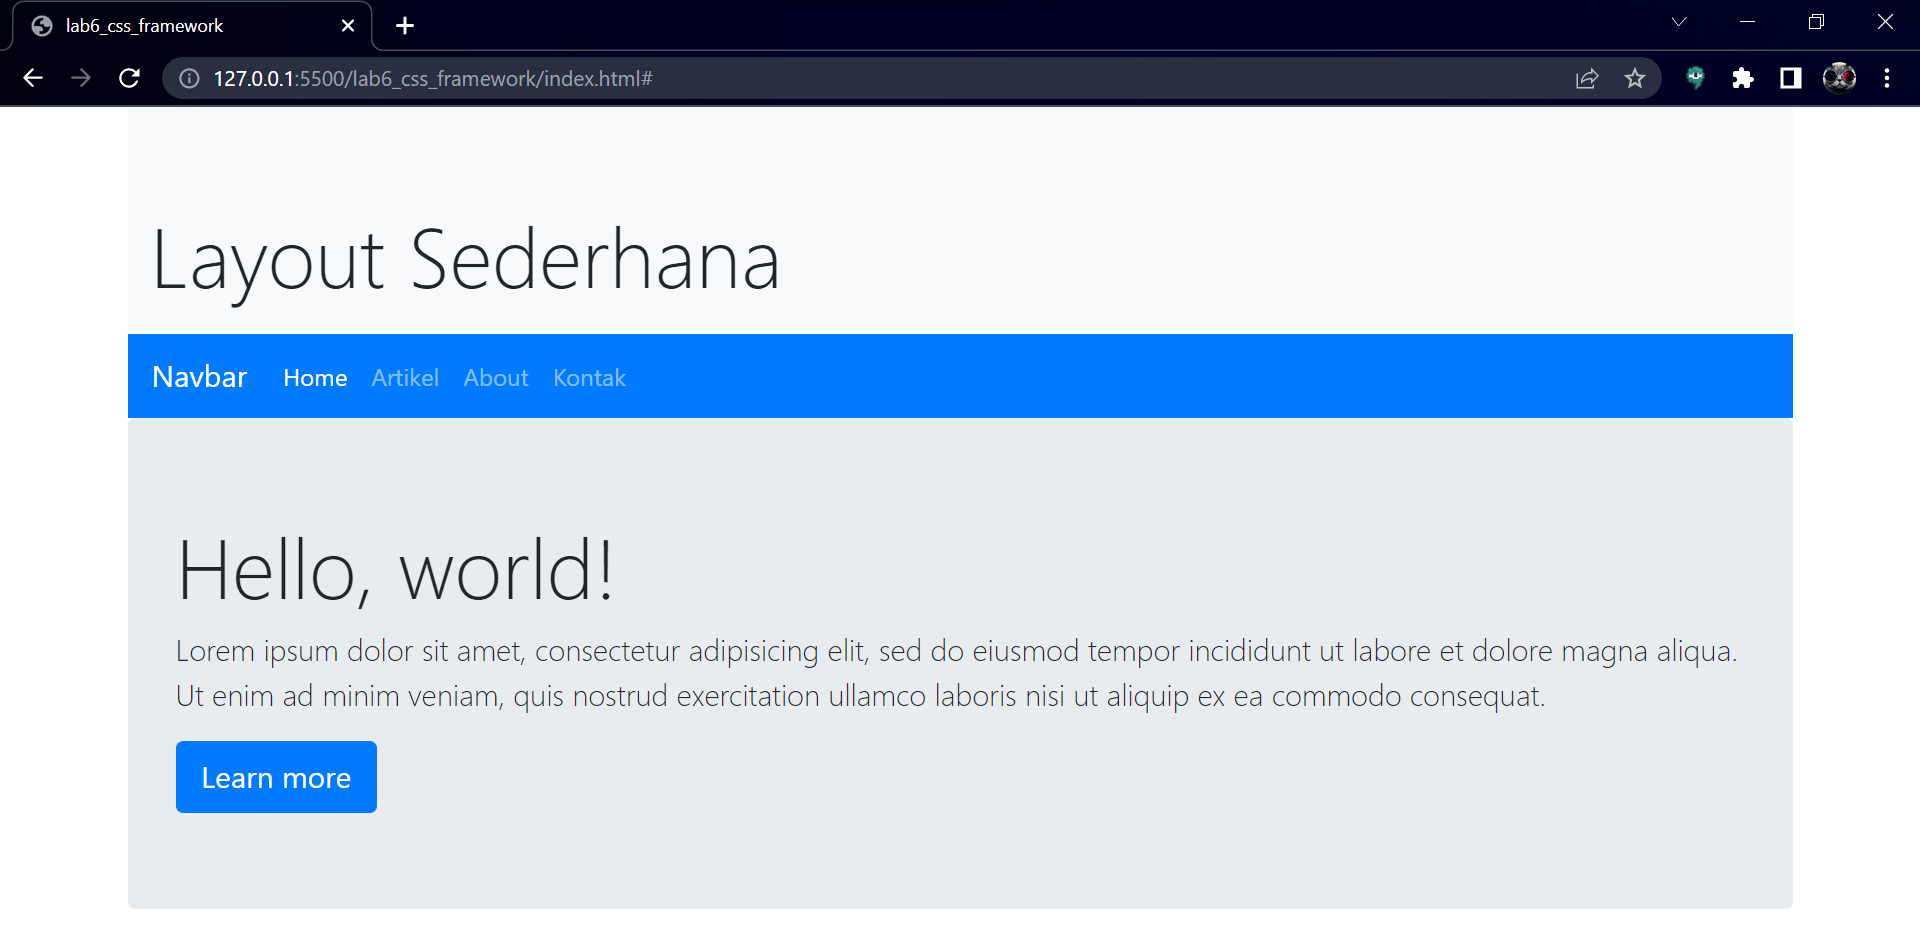 lab6_css_framework
127.0.0.1:5500/lab6_css_framework/index.html#
Layout Sederhana
Navbar Home Artikel About Kontak
Hello, world!
Lorem ipsum dolor sit amet, consectetur adipisicing elit, sed do eiusmod tempor incididunt ut labore et dolore magna aliqua.
Ut enim ad minim veniam, quis nostrud exercitation ullamco laboris nisi ut aliquip ex ea commodo consequat.
Learn more